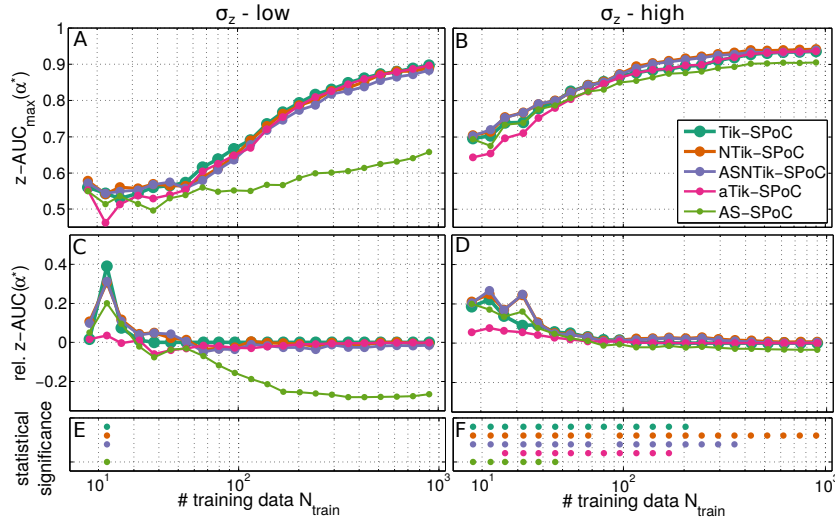 σz - low
σz - high
A
B
z−AUCmax(α*)
1
0.9
0.8
0.7
0.6
0.5
Tik−SPoC
NTik−SPoC
ASNTik−SPoC
aTik−SPoC
AS−SPoC
C
D
rel. z−AUC(α*)
0.4
0.2
0
−0.2
E
F
statistical
significance
10^1
10^2
10^3
10^1
10^2
10^3
# training data Ntrain
# training data Ntrain